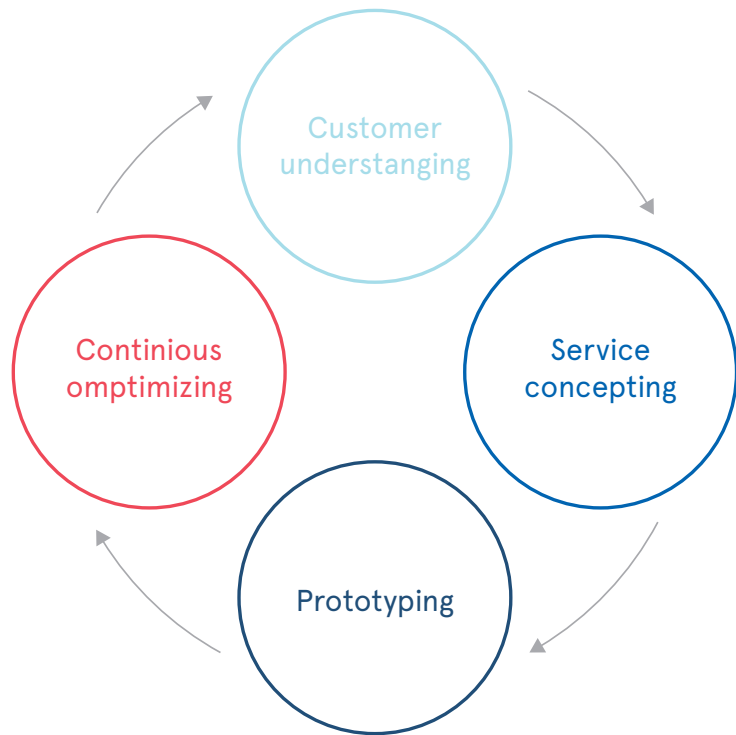 Customer
understanging
Service
concepting
Prototyping
Continious
omptimizing